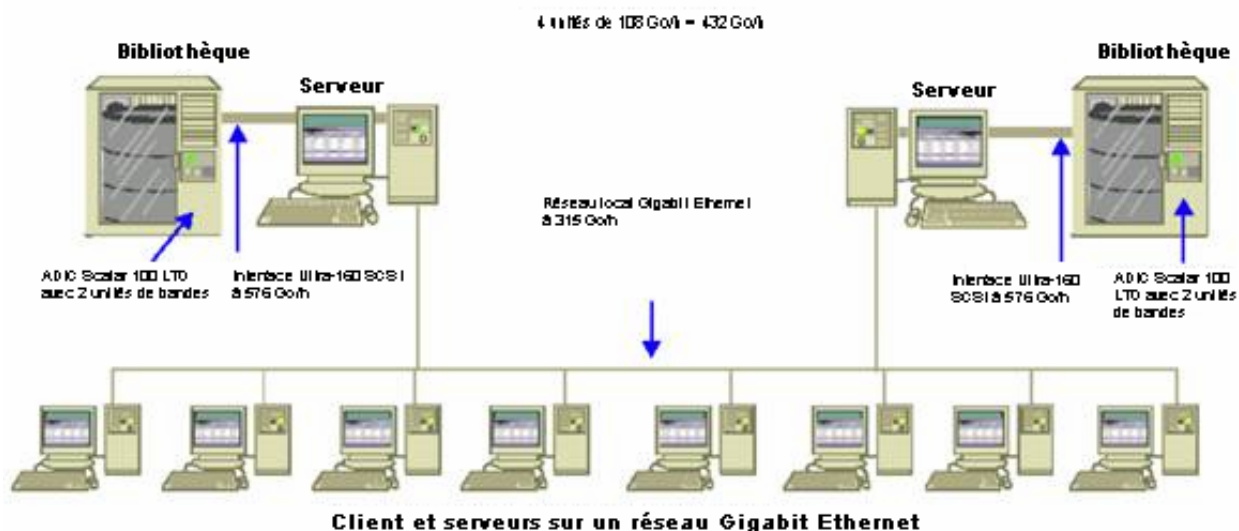 4 unités de 108 Go/h = 432 Go/h
Bibliothèque
Serveur
Serveur
Bibliothèque
Réseau local Gigabit Ethernet
à 315 Go/h
ADIC Scalar 100 LTO
avec 2 unités de bandes
Interface Ultra-160 SCSI
à 576 Go/h
Interface Ultra-160
SCSI à 576 Go/h
ADIC Scalar 100
LTO avec 2 unités
de bandes
Client et serveurs sur un réseau Gigabit Ethernet